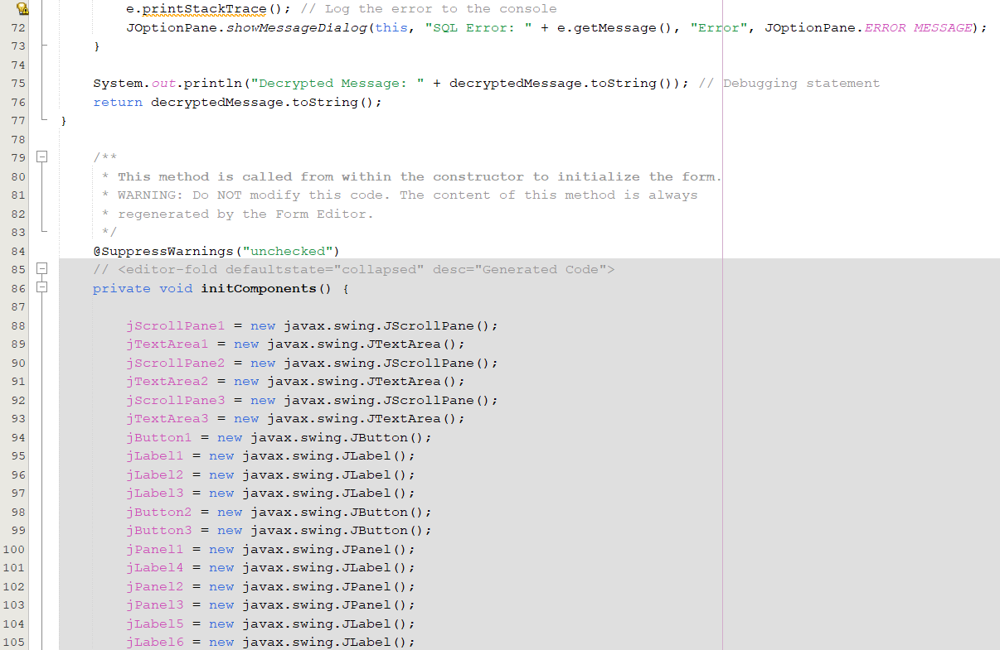 e.printStackTrace(); // Log the error to the console
72 JOptionPane.showMessageDialog(this, "SQL Error: " + e.getMessage(), "Error", JOptionPane.ERROR_MESSAGE);
73 }
74
75 System.out.println("Decrypted Message: " + decryptedMessage.toString()); // Debugging statement
76 return decryptedMessage.toString();
77 }
78
79 /**
80 * This method is called from within the constructor to initialize the form.
81 * WARNING: Do NOT modify this code. The content of this method is always
82 * regenerated by the Form Editor.
83 */
84 @SuppressWarnings("unchecked")
85 // <editor-fold defaultstate="collapsed" desc="Generated Code">
86 private void initComponents() {
87
88 jScrollPane1 = new javax.swing.JScrollPane();
89 jTextArea1 = new javax.swing.JTextArea();
90 jScrollPane2 = new javax.swing.JScrollPane();
91 jTextArea2 = new javax.swing.JTextArea();
92 jScrollPane3 = new javax.swing.JScrollPane();
93 jTextArea3 = new javax.swing.JTextArea();
94 jButton1 = new javax.swing.JButton();
95 jLabel1 = new javax.swing.JLabel();
96 jLabel2 = new javax.swing.JLabel();
97 jLabel3 = new javax.swing.JLabel();
98 jButton2 = new javax.swing.JButton();
99 jButton3 = new javax.swing.JButton();
100 jPanel1 = new javax.swing.JPanel();
101 jLabel4 = new javax.swing.JLabel();
102 jPanel2 = new javax.swing.JPanel();
103 jPanel3 = new javax.swing.JPanel();
104 jLabel5 = new javax.swing.JLabel();
105 jLabel6 = new javax.swing.JLabel();